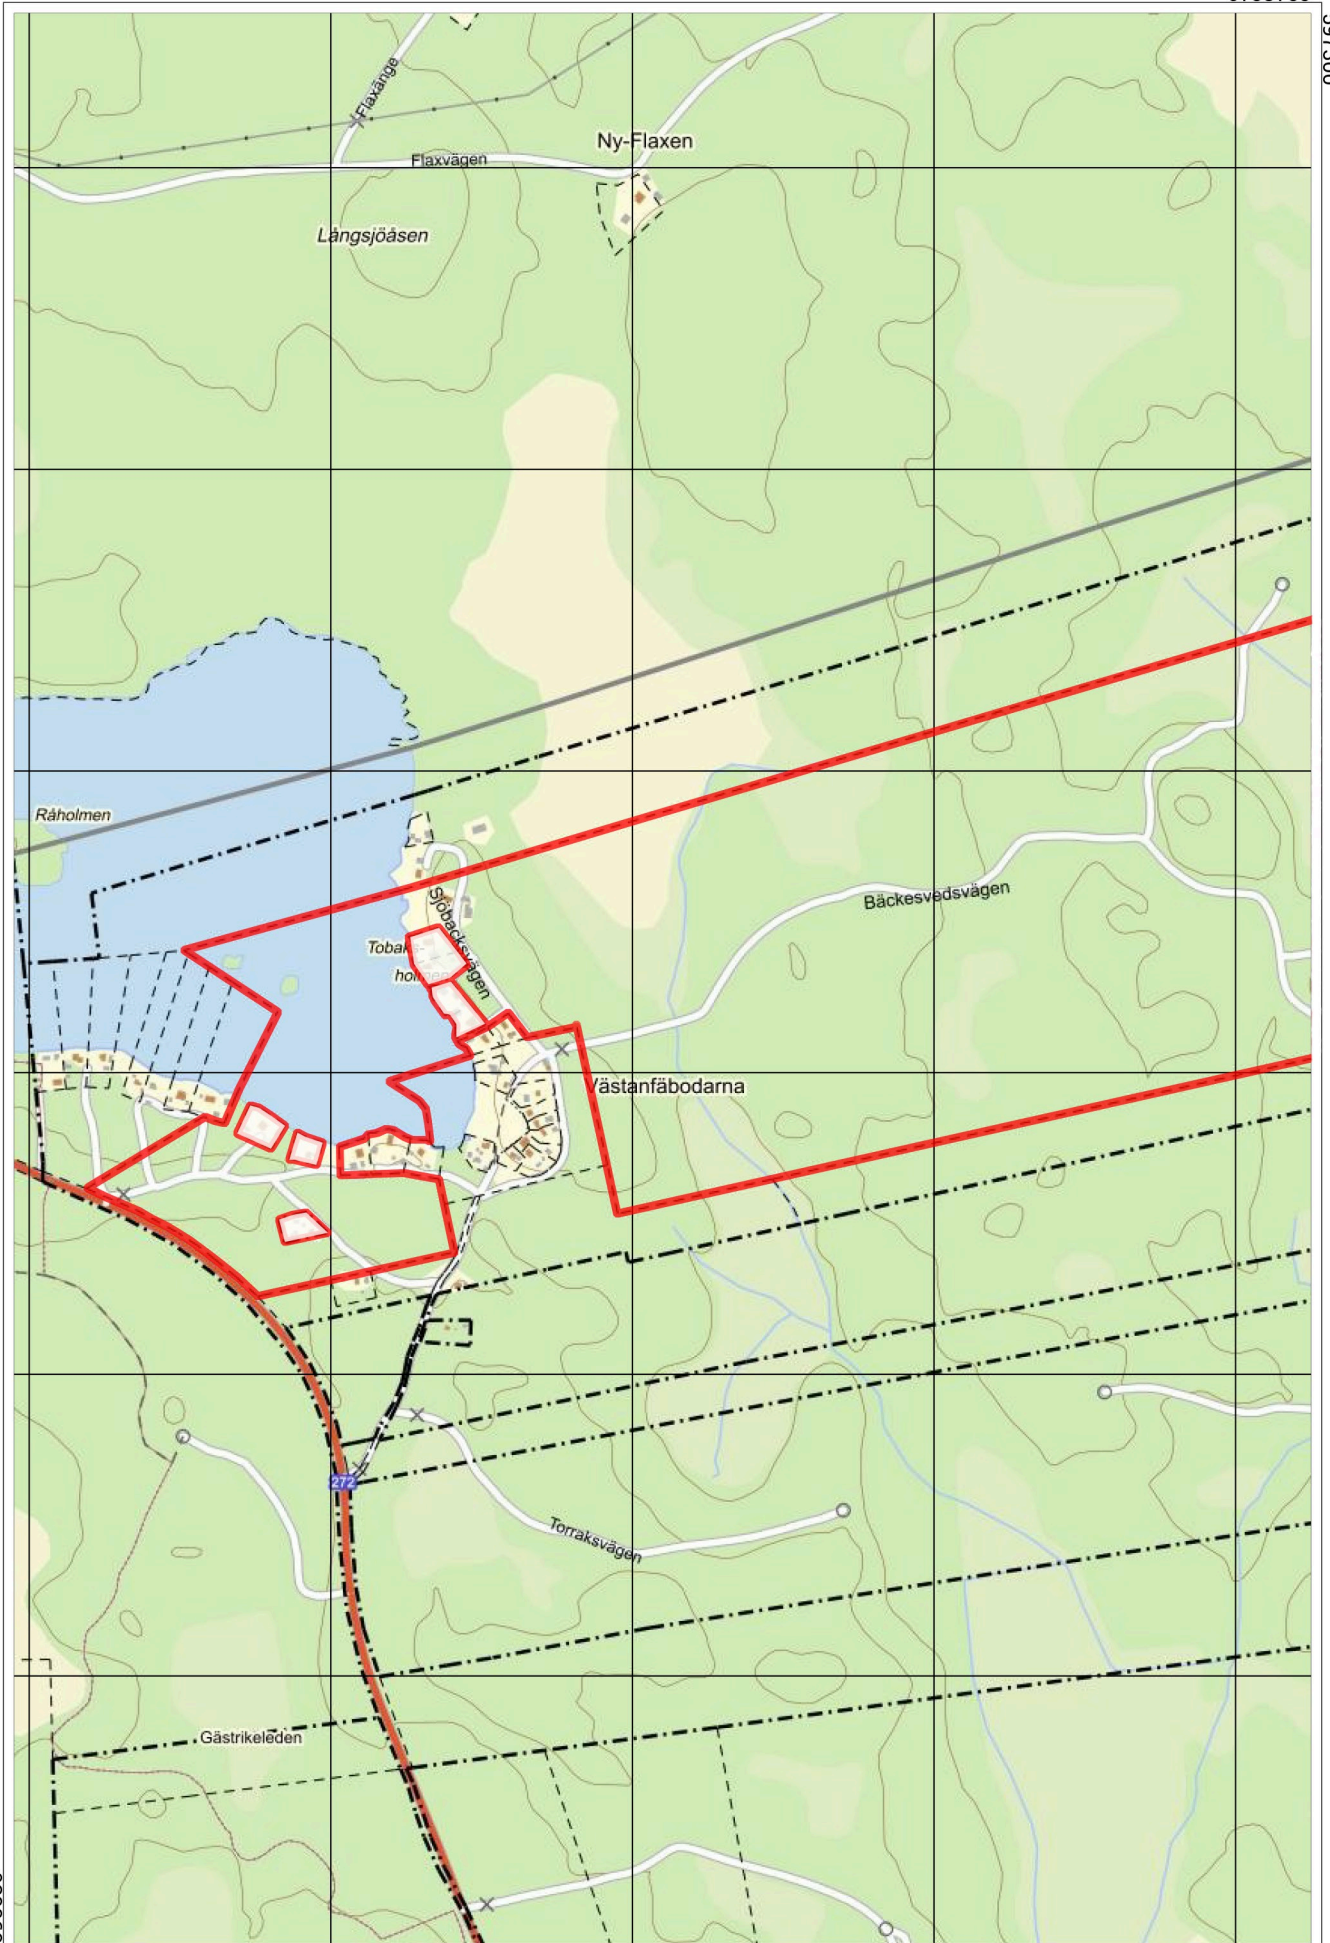 Flaxänge
Ny-Flaxen
Flaxvägen
Långsjöåsen
Råholmen
Sjöbacksvägen
Bäckesvedsvägen
Västanfäbodarna
272
Torraksvägen
Gästrikeleden